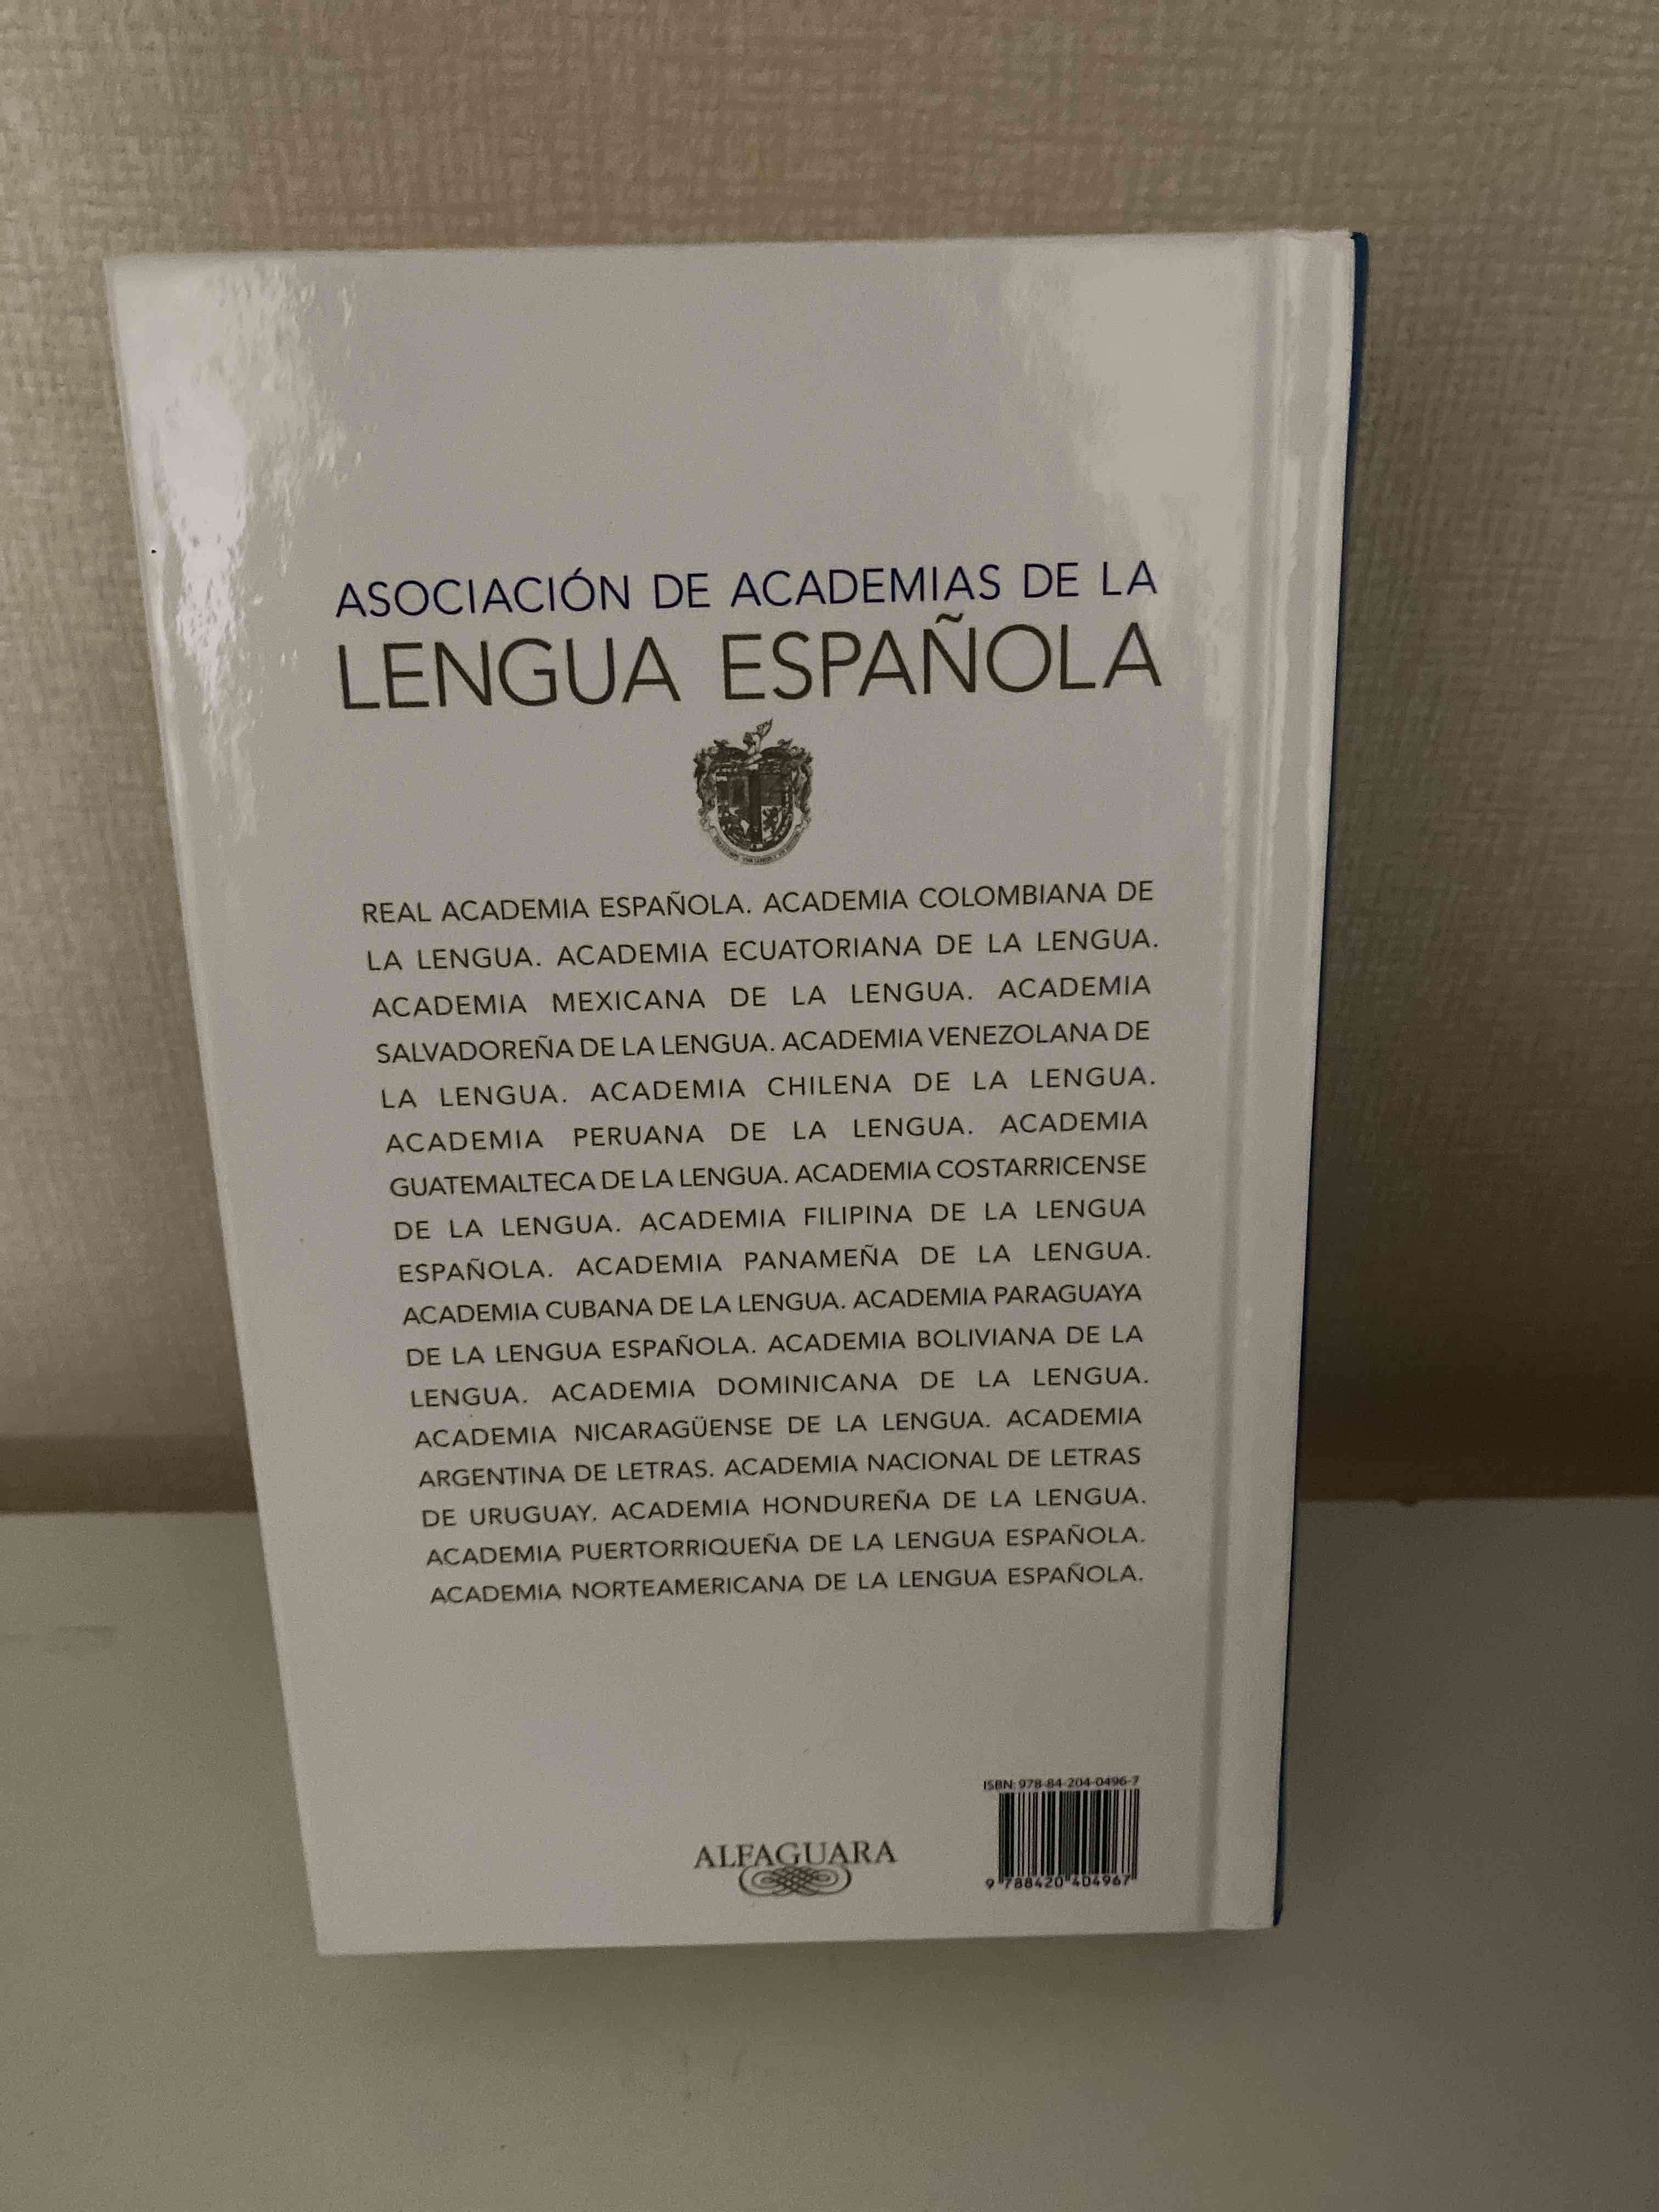 ASOCIACIÓN DE ACADEMIAS DE LA
LENGUA ESPAÑOLA
REAL ACADEMIA ESPAÑOLA. ACADEMIA COLOMBIANA DE
LA LENGUA. ACADEMIA ECUATORIANA DE LA LENGUA.
ACADEMIA MEXICANA DE LA LENGUA. ACADEMIA
SALVADOREÑA DE LA LENGUA. ACADEMIA VENEZOLANA DE
LA LENGUA. ACADEMIA CHILENA DE LA LENGUA.
ACADEMIA PERUANA DE LA LENGUA. ACADEMIA
GUATEMALTECA DE LA LENGUA. ACADEMIA COSTARRICENSE
DE LA LENGUA. ACADEMIA FILIPINA DE LA LENGUA
ESPAÑOLA. ACADEMIA PANAMEÑA DE LA LENGUA.
ACADEMIA CUBANA DE LA LENGUA. ACADEMIA PARAGUAYA
DE LA LENGUA ESPAÑOLA. ACADEMIA BOLIVIANA DE LA
LENGUA. ACADEMIA DOMINICANA DE LA LENGUA.
ACADEMIA NICARAGÜENSE DE LA LENGUA. ACADEMIA
ARGENTINA DE LETRAS. ACADEMIA NACIONAL DE LETRAS
DE URUGUAY. ACADEMIA HONDUREÑA DE LA LENGUA.
ACADEMIA PUERTORRIQUEÑA DE LA LENGUA ESPAÑOLA.
ACADEMIA NORTEAMERICANA DE LA LENGUA ESPAÑOLA.
ISBN: 978-84-204-0496-7
ALFAGUARA
9 788420 404967